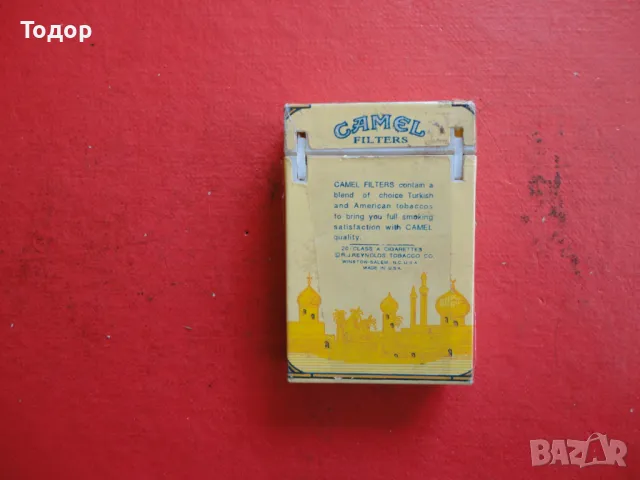 Тодор
CAMEL
FILTERS
CAMEL FILTERS contain a
blend of choice Turkish
and American tobaccos
to bring you full smoking
satisfaction with CAMEL
quality.
20 CLASS A CIGARETTES
R.J.REYNOLDS TOBACCO CO.
WINSTON-SALEM, N.C. U.S.A.
MADE IN U.S.A.
BAZAR